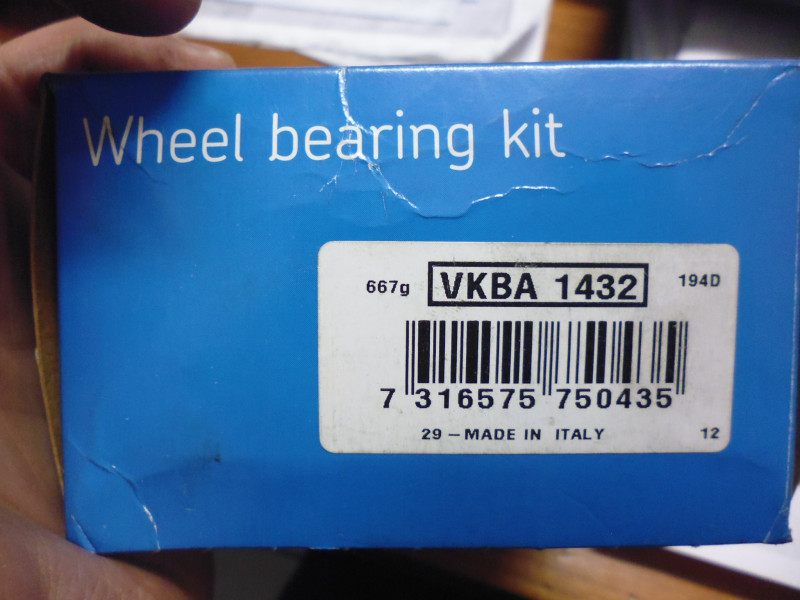 Wheel bearing kit
667g VKBA 1432 194D
7 316575 750435
29 – MADE IN ITALY 12